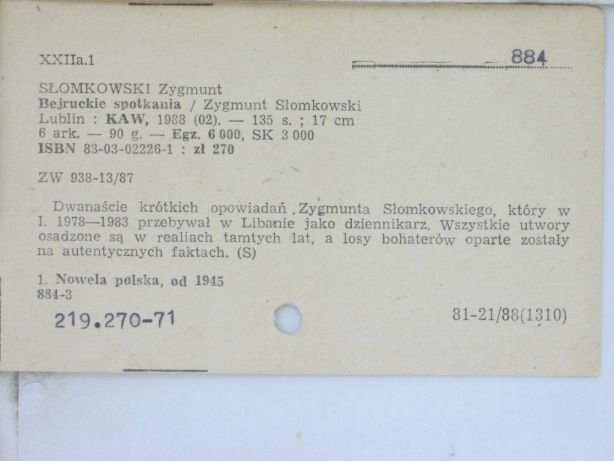 XXIIa.1
884
SŁOMKOWSKI Zygmunt
Bejruckie spotkania / Zygmunt Słomkowski
Lublin : KAW, 1988 (02). — 135 s. ; 17 cm
6 ark. — 90 g. — Egz. 6 000, SK 3 000
ISBN 83-03-02226-1 : zł 270
ZW 938-13/87
Dwanaście krótkich opowiadań Zygmunta Słomkowskiego, który w
l. 1978—1983 przebywał w Libanie jako dziennikarz. Wszystkie utwory
osadzone są w realiach tamtych lat, a losy bohaterów oparte zostały
na autentycznych faktach. (S)
1. Nowela polska, od 1945
884-3
219.270-71
81-21/88(1310)